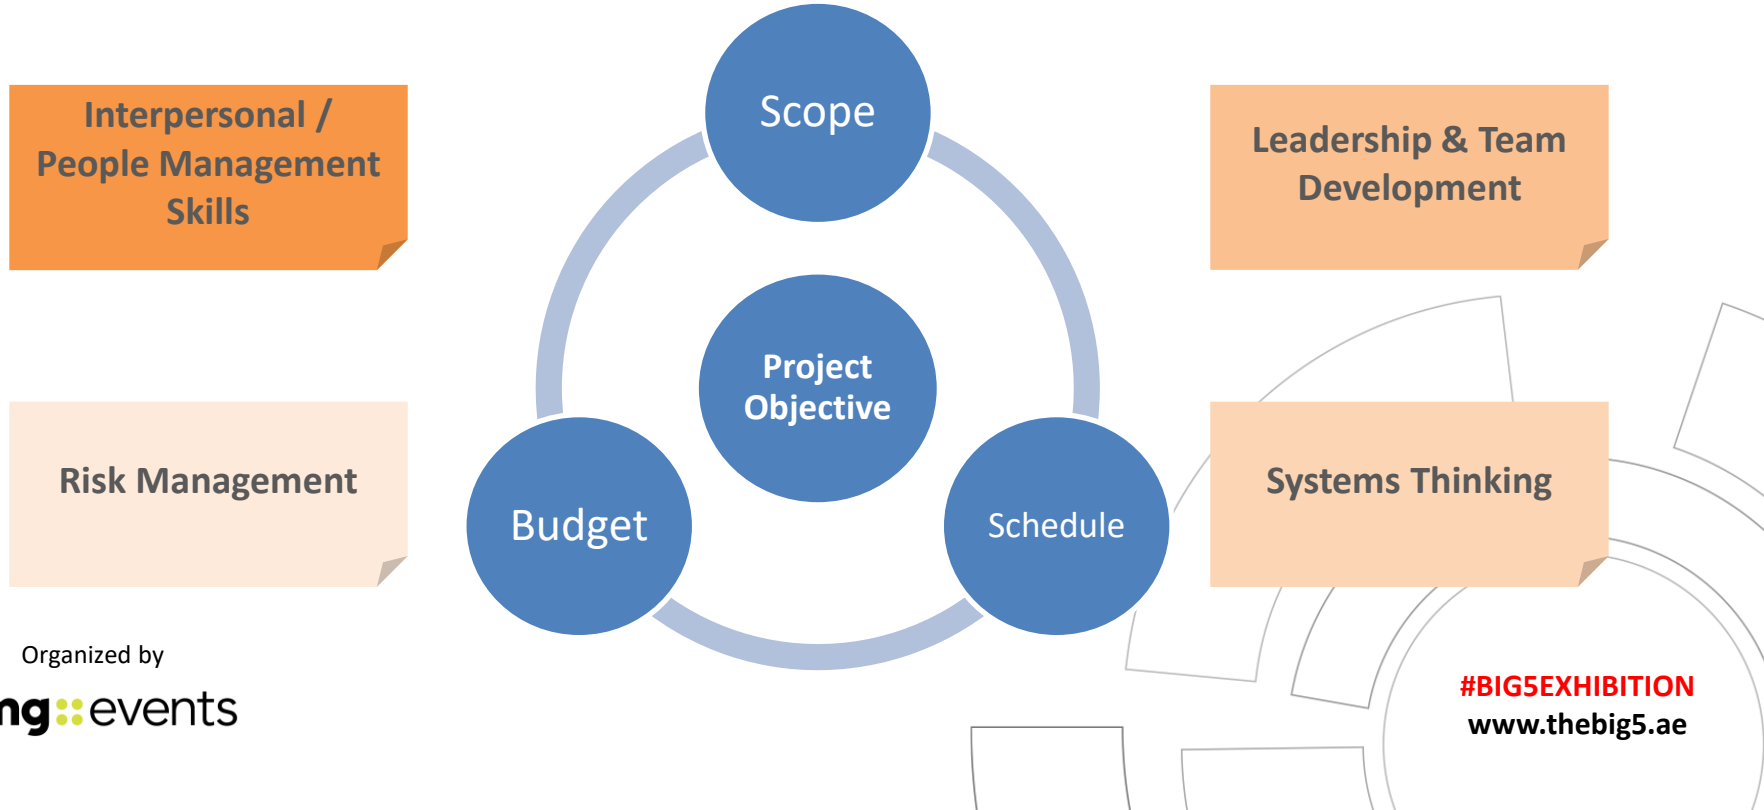 Scope
Interpersonal /
People Management
Skills
Leadership & Team
Development
Project
Objective
Risk Management
Budget
Schedule
Systems Thinking
Organized by
events
#BIG5EXHIBITION
www.thebig5.ae